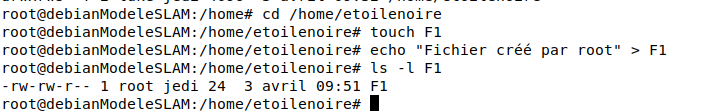 root@debianModeleSLAM:/home# cd /home/etoilenoire
root@debianModeleSLAM:/home/etoilenoire# touch F1
root@debianModeleSLAM:/home/etoilenoire# echo "Fichier créé par root" > F1
root@debianModeleSLAM:/home/etoilenoire# ls -l F1
-rw-rw-r-- 1 root jedi 24  3 avril 09:51 F1
root@debianModeleSLAM:/home/etoilenoire#